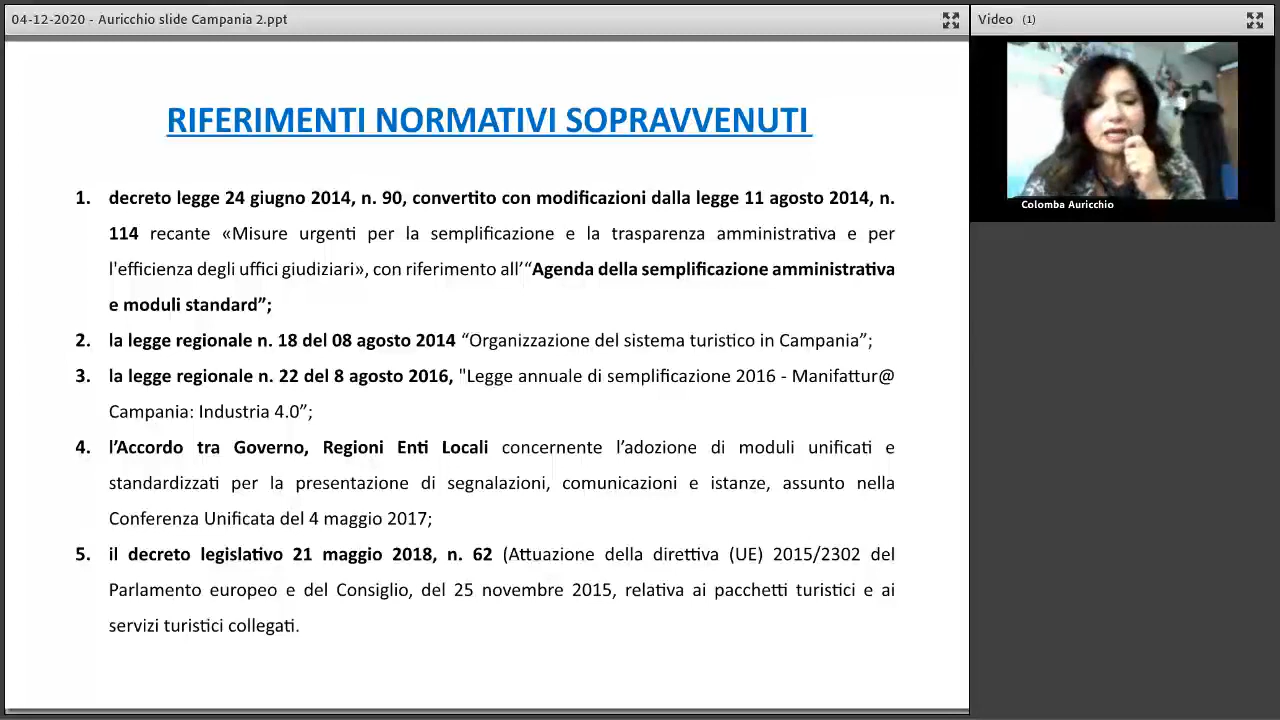 04-12-2020 - Auricchio slide Campania 2.ppt
Video (1)
Colomba Auricchio
RIFERIMENTI NORMATIVI SOPRAVVENUTI
1. decreto legge 24 giugno 2014, n. 90, convertito con modificazioni dalla legge 11 agosto 2014, n.
114 recante «Misure urgenti per la semplificazione e la trasparenza amministrativa e per
l'efficienza degli uffici giudiziari», con riferimento all’“Agenda della semplificazione amministrativa
e moduli standard”;
2. la legge regionale n. 18 del 08 agosto 2014 “Organizzazione del sistema turistico in Campania”;
3. la legge regionale n. 22 del 8 agosto 2016, "Legge annuale di semplificazione 2016 - Manifattur@
Campania: Industria 4.0”;
4. l’Accordo tra Governo, Regioni Enti Locali concernente l’adozione di moduli unificati e
standardizzati per la presentazione di segnalazioni, comunicazioni e istanze, assunto nella
Conferenza Unificata del 4 maggio 2017;
5. il decreto legislativo 21 maggio 2018, n. 62 (Attuazione della direttiva (UE) 2015/2302 del
Parlamento europeo e del Consiglio, del 25 novembre 2015, relativa ai pacchetti turistici e ai
servizi turistici collegati.